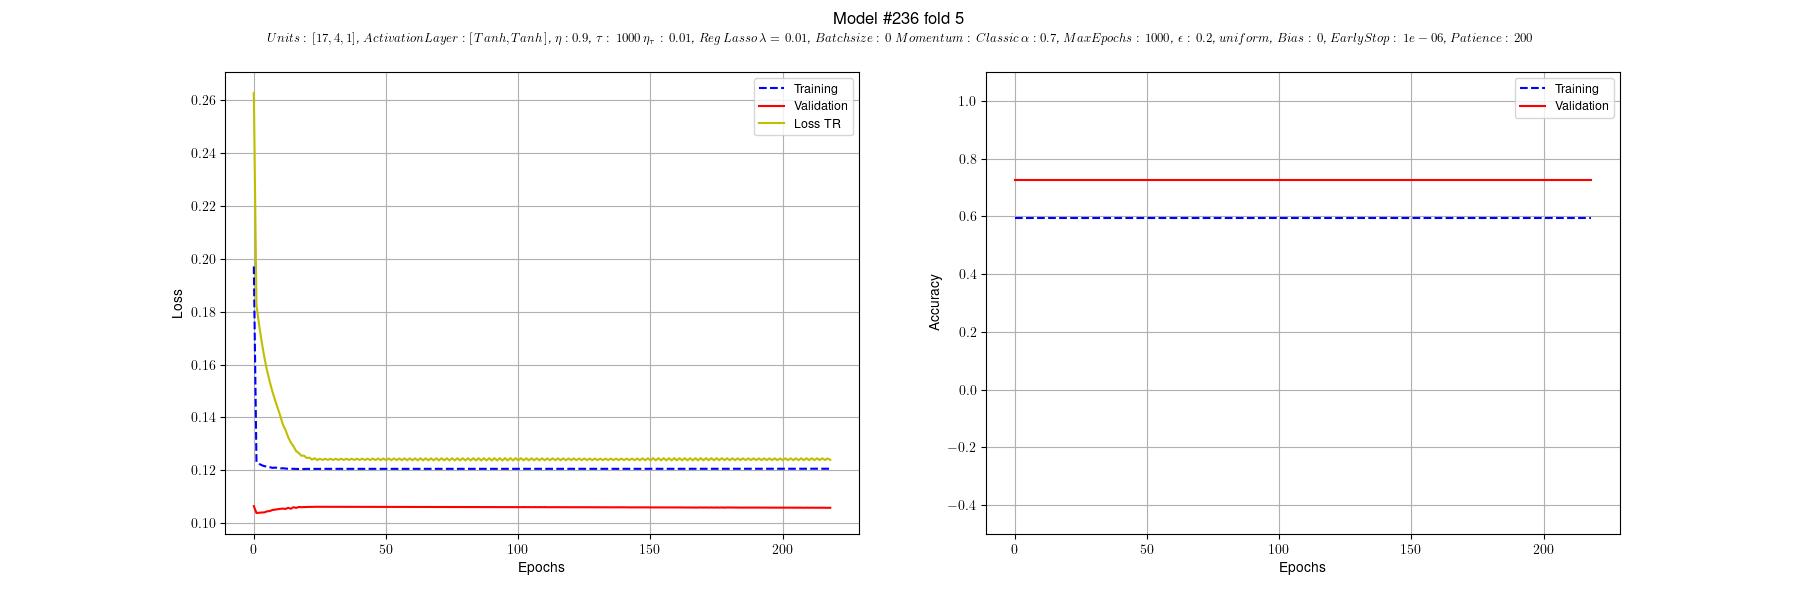 Model #236 fold 5
Units : [17, 4, 1], ActivationLayer : [Tanh, Tanh], η : 0.9, τ : 1000 η_τ : 0.01, Reg Lasso λ = 0.01, Batchsize : 0 Momentum : Classic α : 0.7, MaxEpochs : 1000, ϵ : 0.2, uniform, Bias : 0, EarlyStop : 1e − 06, Patience : 200
Training
Validation
Loss TR
0.26
0.24
0.22
0.20
0.18
0.16
0.14
0.12
0.10
Loss
0 50 100 150 200
Epochs
Training
Validation
1.0
0.8
0.6
0.4
0.2
0.0
−0.2
−0.4
Accuracy
0 50 100 150 200
Epochs